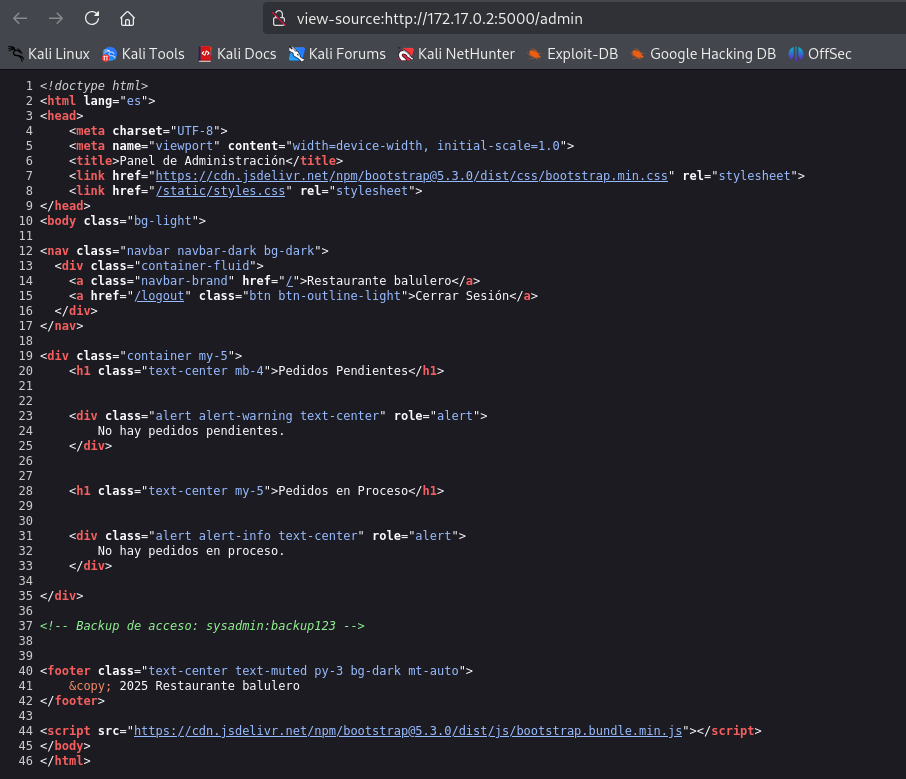 view-source:http://172.17.0.2:5000/admin
Kali Linux Kali Tools Kali Docs Kali Forums Kali NetHunter Exploit-DB Google Hacking DB OffSec
1 <!doctype html>
2 <html lang="es">
3 <head>
4     <meta charset="UTF-8">
5     <meta name="viewport" content="width=device-width, initial-scale=1.0">
6     <title>Panel de Administración</title>
7     <link href="https://cdn.jsdelivr.net/npm/bootstrap@5.3.0/dist/css/bootstrap.min.css" rel="stylesheet">
8     <link href="/static/styles.css" rel="stylesheet">
9 </head>
10 <body class="bg-light">
11
12 <nav class="navbar navbar-dark bg-dark">
13   <div class="container-fluid">
14     <a class="navbar-brand" href="/">Restaurante balulero</a>
15     <a href="/logout" class="btn btn-outline-light">Cerrar Sesión</a>
16   </div>
17 </nav>
18
19 <div class="container my-5">
20     <h1 class="text-center mb-4">Pedidos Pendientes</h1>
21
22
23     <div class="alert alert-warning text-center" role="alert">
24         No hay pedidos pendientes.
25     </div>
26
27
28     <h1 class="text-center my-5">Pedidos en Proceso</h1>
29
30
31     <div class="alert alert-info text-center" role="alert">
32         No hay pedidos en proceso.
33     </div>
34
35 </div>
36
37 <!-- Backup de acceso: sysadmin:backup123 -->
38
39
40 <footer class="text-center text-muted py-3 bg-dark mt-auto">
41     &copy; 2025 Restaurante balulero
42 </footer>
43
44 <script src="https://cdn.jsdelivr.net/npm/bootstrap@5.3.0/dist/js/bootstrap.bundle.min.js"></script>
45 </body>
46 </html>